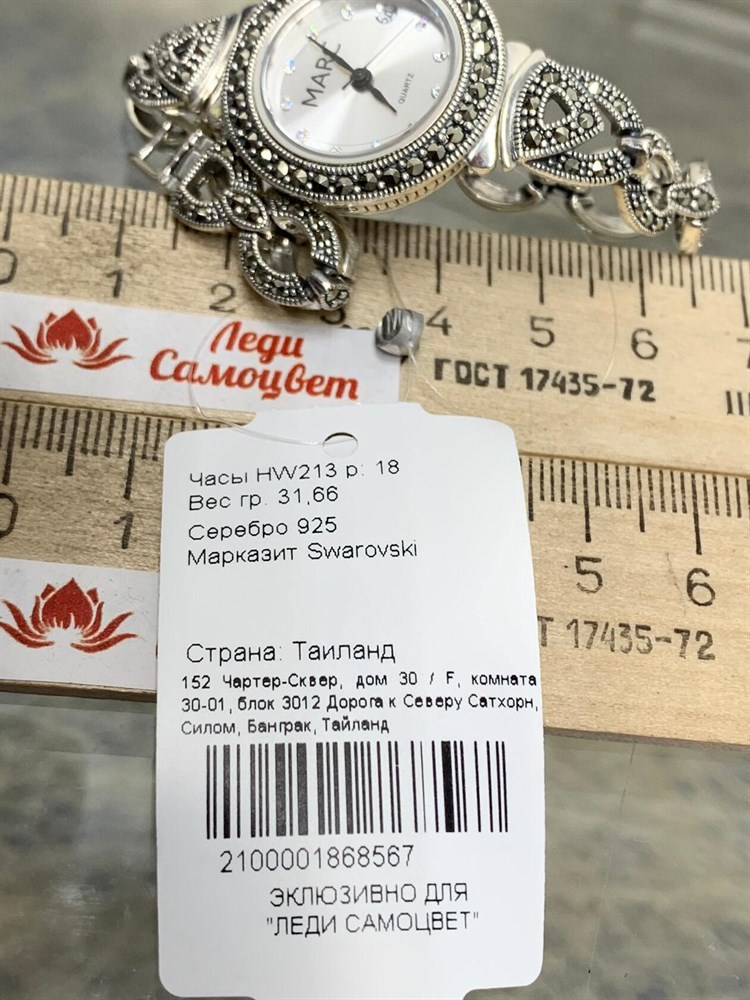 MARC
QUARTZ
0 1 2 3 4 5 6 7
Леди
Самоцвет
ГОСТ 17435-72
Часы HW213 р: 18
Вес гр. 31,66
Серебро 925
Марказит Swarovski
0 1 5 6
Т 17435-72
Страна: Таиланд
152 Чартер-Сквер, дом 30 / F, комната
30-01, блок 3012 Дорога к Северу Сатхорн,
Силом, Банграк, Тайланд
2100001868567
ЭКЛЮЗИВНО ДЛЯ
"ЛЕДИ САМОЦВЕТ"